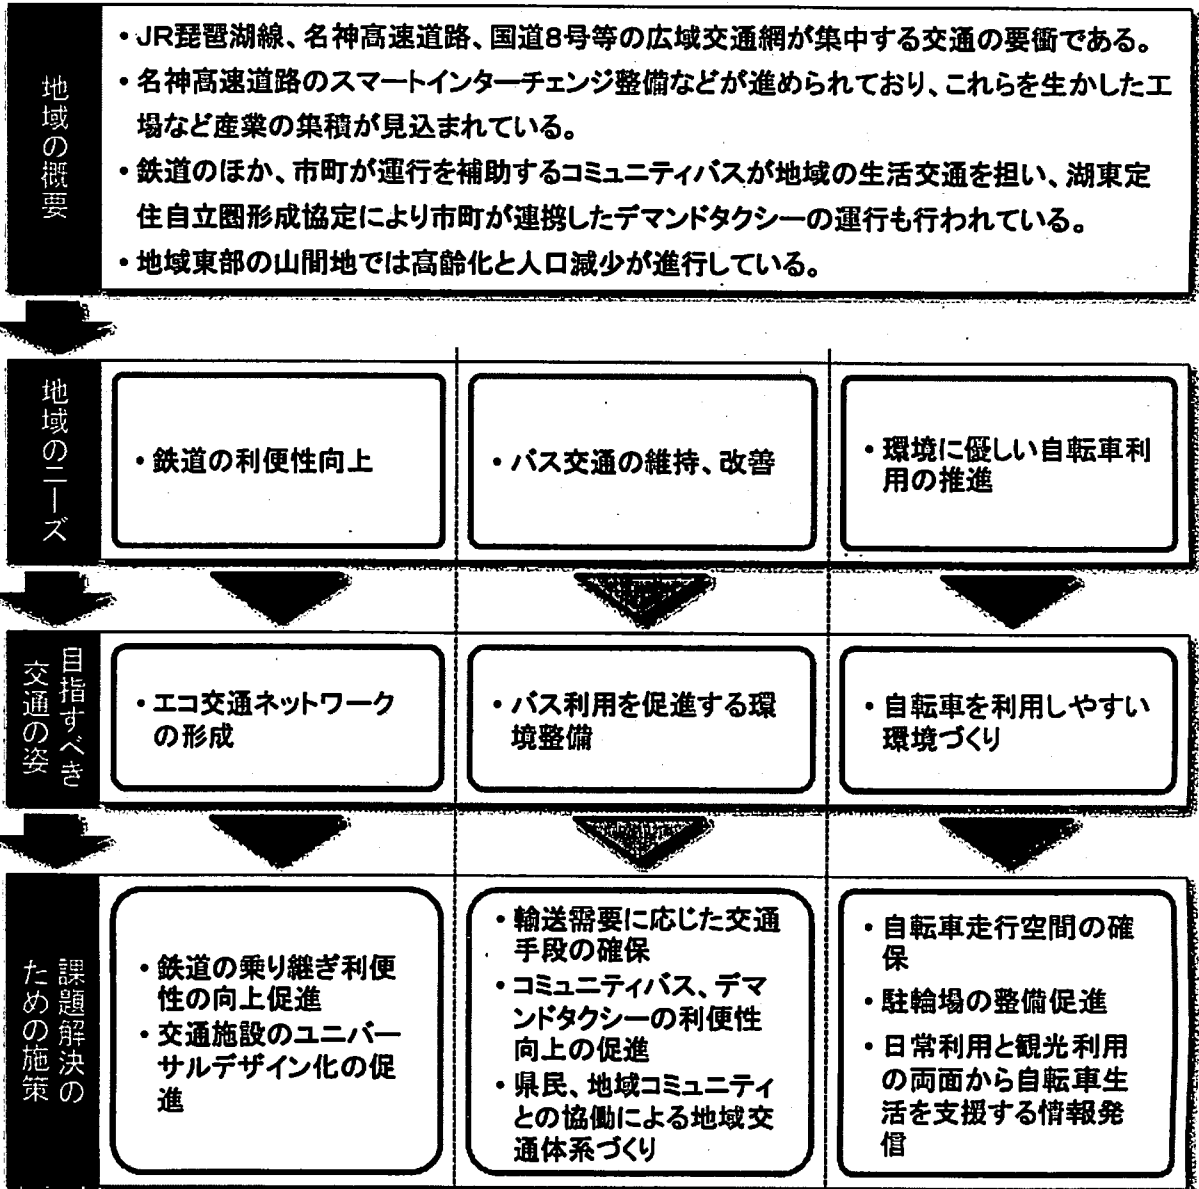 地域の概要
・JR琵琶湖線、名神高速道路、国道8号等の広域交通網が集中する交通の要衝である。
・名神高速道路のスマートインターチェンジ整備などが進められており、これらを生かした工
場など産業の集積が見込まれている。
・鉄道のほか、市町が運行を補助するコミュニティバスが地域の生活交通を担い、湖東定
住自立圏形成協定により市町が連携したデマンドタクシーの運行も行われている。
・地域東部の山間地では高齢化と人口減少が進行している。
地域のニーズ
・鉄道の利便性向上
・バス交通の維持、改善
・環境に優しい自転車利
用の推進
目指すべき
交通の姿
・エコ交通ネットワーク
の形成
・バス利用を促進する環
境整備
・自転車を利用しやすい
環境づくり
課題解決の
ための施策
・鉄道の乗り継ぎ利便
性の向上促進
・交通施設のユニバー
サルデザイン化の促
進
・輸送需要に応じた交通
手段の確保
・コミュニティバス、デマ
ンドタクシーの利便性
向上の促進
・県民、地域コミュニティ
との協働による地域交
通体系づくり
・自転車走行空間の確
保
・駐輪場の整備促進
・日常利用と観光利用
の両面から自転車生
活を支援する情報発
信